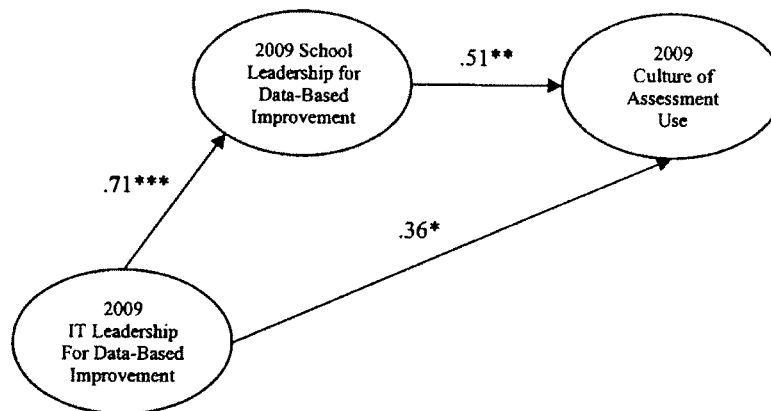 2009 School
Leadership for
Data-Based
Improvement
.51**
2009
Culture of
Assessment
Use
.71***
.36*
2009
IT Leadership
For Data-Based
Improvement